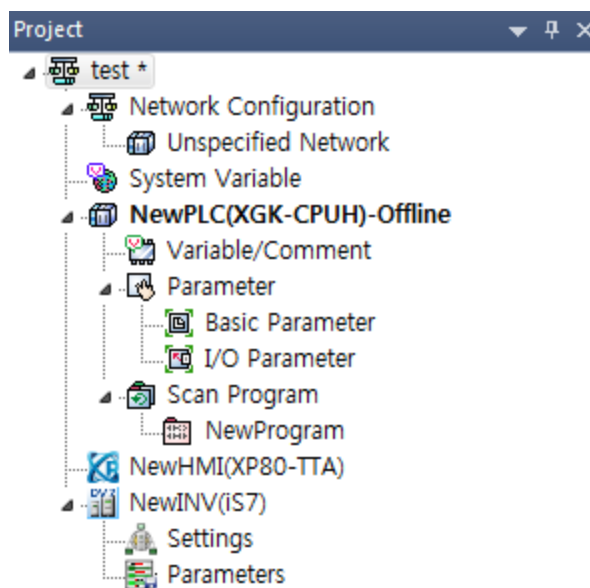 Project
test *
Network Configuration
Unspecified Network
System Variable
NewPLC(XGK-CPUH)-Offline
Variable/Comment
Parameter
Basic Parameter
I/O Parameter
Scan Program
NewProgram
NewHMI(XP80-TTA)
NewINV(iS7)
Settings
Parameters